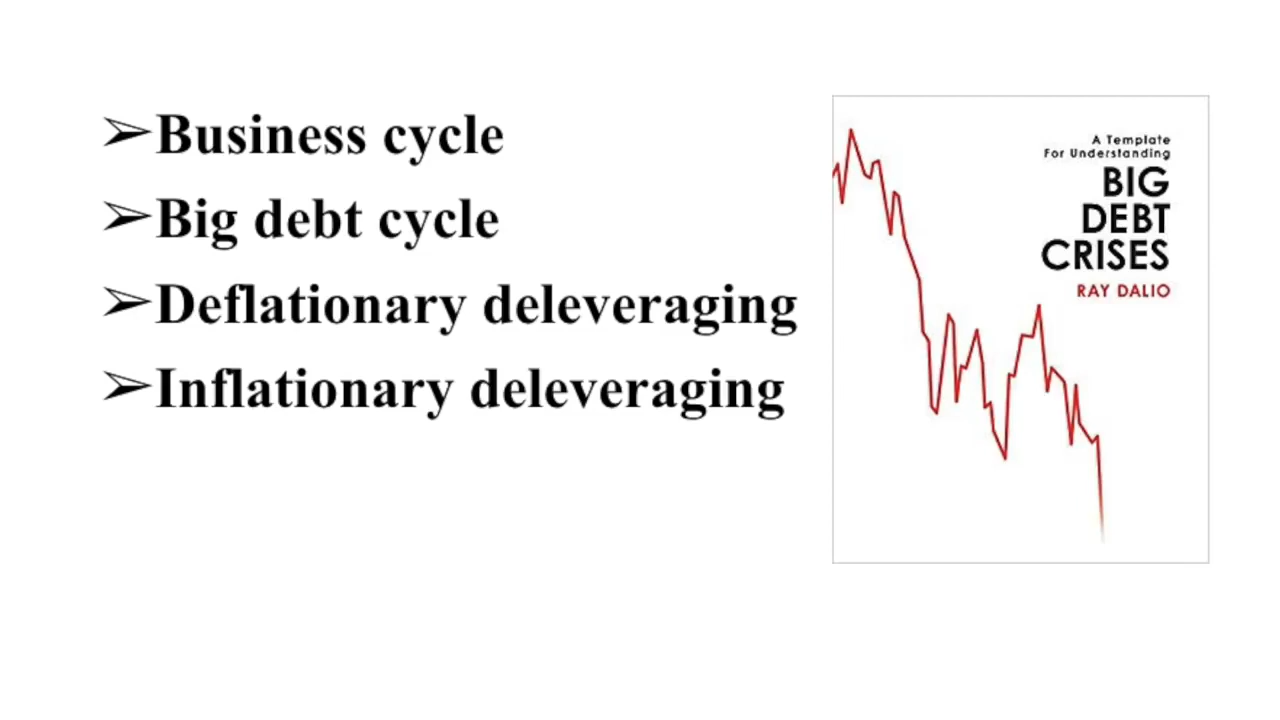 ➢Business cycle
➢Big debt cycle
➢Deflationary deleveraging
➢Inflationary deleveraging
A Template
For Understanding
BIG
DEBT
CRISES
RAY DALIO